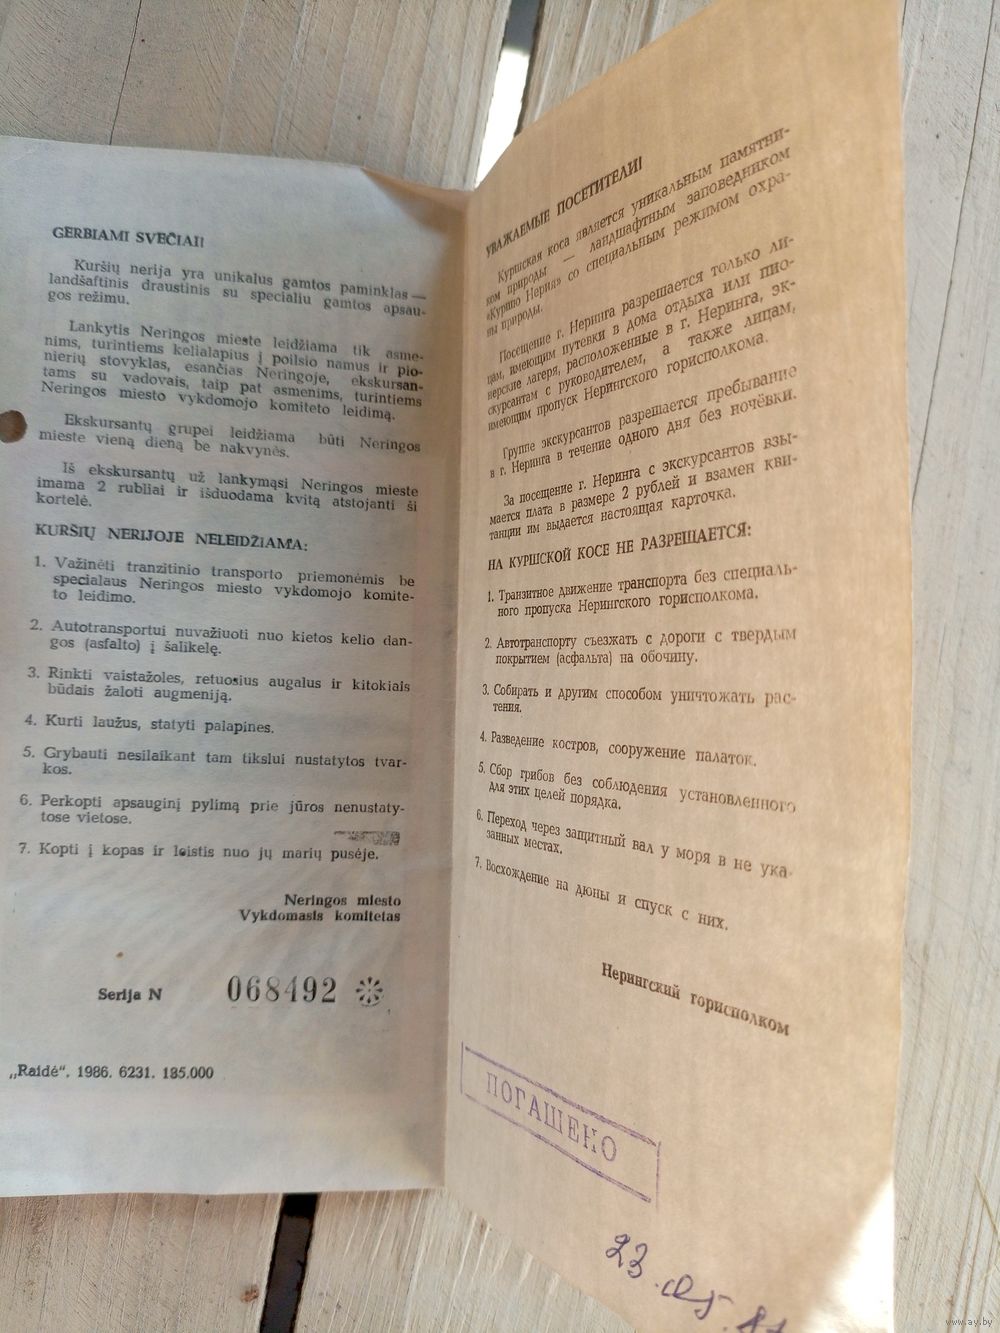 GERBIAMI SVEČIAI!
Kuršių nerija yra unikalus gamtos paminklas —
landšaftinis draustinis su specialiu gamtos apsau-
gos režimu.
Lankytis Neringos mieste leidžiama tik asme-
nims, turintiems kelialapius į poilsio namus ir pio-
nierių stovyklas, esančias Neringoje, ekskursan-
tams su vadovais, taip pat asmenims, turintiems
Neringos miesto vykdomojo komiteto leidimą.
Ekskursantų grupei leidžiama būti Neringos
mieste vieną dieną be nakvynės.
Iš ekskursantų už lankymąsi Neringos mieste
imama 2 rubliai ir išduodama kvitą atstojanti ši
kortelė.
KURŠIŲ NERIJOJE NELEIDŽIAMA:
1. Važinėti tranzitinio transporto priemonėmis be
specialaus Neringos miesto vykdomojo komite-
to leidimo.
2. Autotransportui nuvažiuoti nuo kietos kelio dan-
gos (asfalto) į šalikelę.
3. Rinkti vaistažoles, retuosius augalus ir kitokiais
būdais žaloti augmeniją.
4. Kurti laužus, statyti palapines.
5. Grybauti nesilaikant tam tikslui nustatytos tvar-
kos.
6. Perkopti apsauginį pylimą prie jūros nenustaty-
tose vietose.
7. Kopti į kopas ir leistis nuo jų marių pusėje.
Neringos miesto
Vykdomasis komitetas
Serija N 068492
„Raidė“. 1986. 6231. 185.000
УВАЖАЕМЫЕ ПОСЕТИТЕЛИ!
Куршская коса является уникальным памятни-
ком природы — ландшафтным заповедником
«Куршю Нерия» со специальным режимом охра-
ны природы.
Посещение г. Неринга разрешается только ли-
цам, имеющим путевки в дома отдыха или пио-
нерские лагеря, расположенные в г. Неринга, эк-
скурсантам с руководителем, а также лицам,
имеющим пропуск Нерингского горисполкома.
Группе экскурсантов разрешается пребывание
в г. Неринга в течение одного дня без ночёвки.
За посещение г. Неринга с экскурсантов взы-
мается плата в размере 2 рублей и взамен кви-
танции им выдается настоящая карточка.
НА КУРШСКОЙ КОСЕ НЕ РАЗРЕШАЕТСЯ:
1. Транзитное движение транспорта без специаль-
ного пропуска Нерингского горисполкома.
2. Автотранспорту съезжать с дороги с твердым
покрытием (асфальта) на обочину.
3. Собирать и другим способом уничтожать рас-
тения.
4. Разведение костров, сооружение палаток.
5. Сбор грибов без соблюдения установленного
для этих целей порядка.
6. Переход через защитный вал у моря в не ука-
занных местах.
7. Восхождение на дюны и спуск с них.
Нерингский горисполком
ПОГАШЕНО
23
www.ay.by